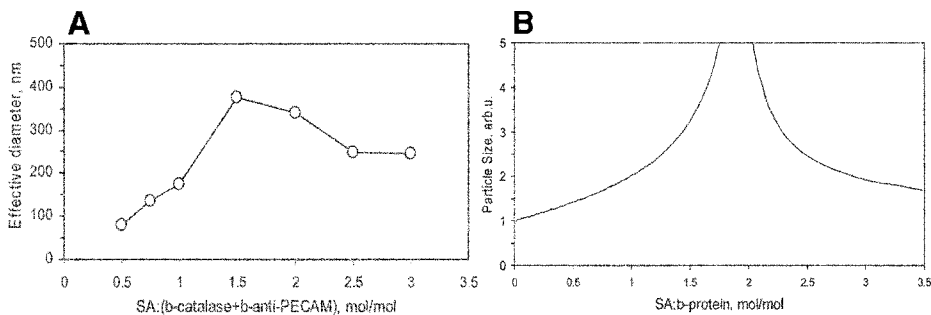 A
500
400
300
200
100
0
Effective diameter, nm
0 0.5 1 1.5 2 2.5 3 3.5
SA:(b-catalase+b-anti-PECAM), mol/mol
B
5
4
3
2
1
0
Particle Size, arb.u.
0 0.5 1 1.5 2 2.5 3 3.5
SA:b-protein, mol/mol